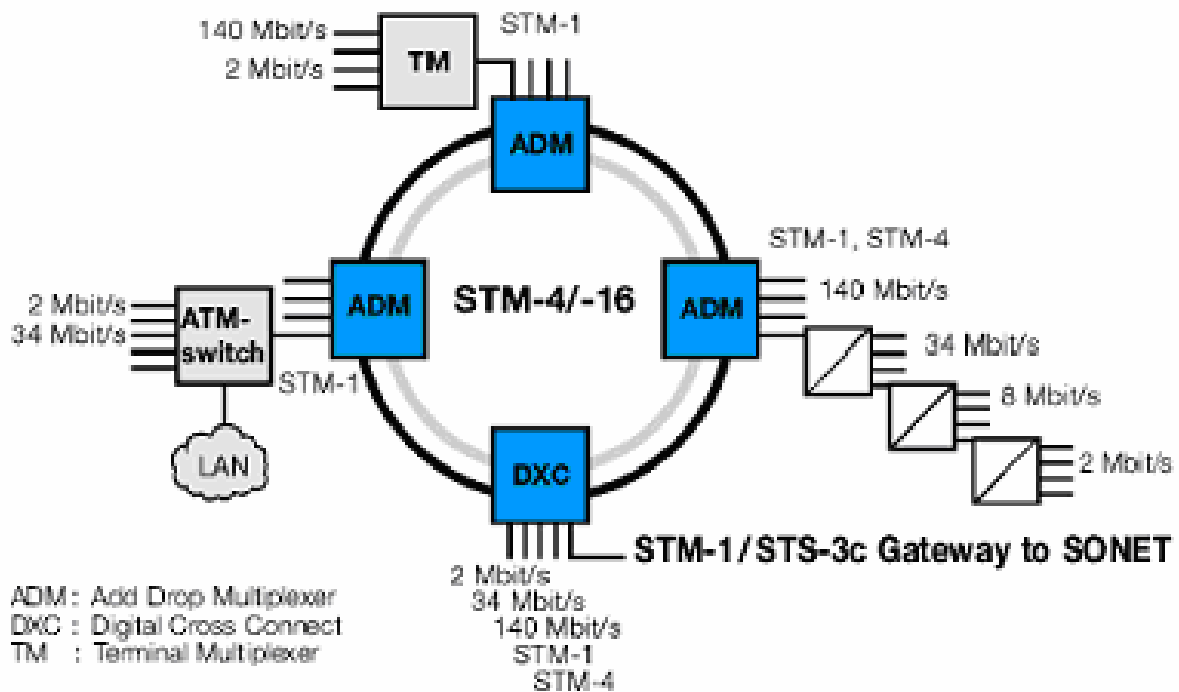 STM-1
140 Mbit/s
TM
2 Mbit/s
ADM
STM-1, STM-4
2 Mbit/s
ATM-
switch
34 Mbit/s
ADM
STM-4/-16
ADM
140 Mbit/s
STM-1
34 Mbit/s
8 Mbit/s
2 Mbit/s
LAN
DXC
STM-1/STS-3c Gateway to SONET
2 Mbit/s
34 Mbit/s
140 Mbit/s
STM-1
STM-4
ADM : Add Drop Multiplexer
DXC : Digital Cross Connect
TM : Terminal Multiplexer